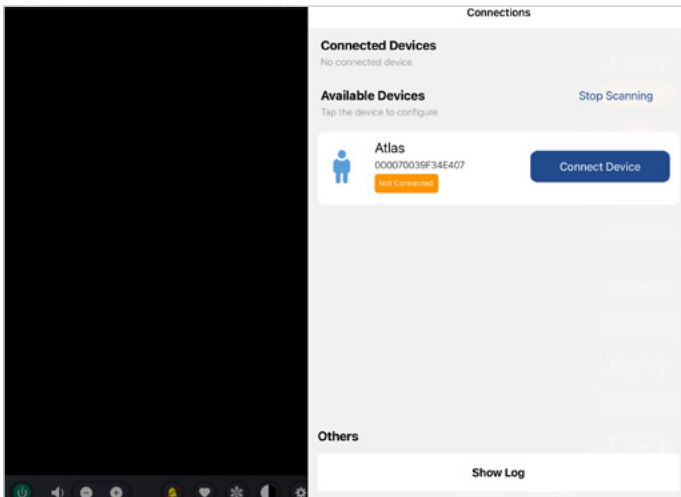 Connections
Connected Devices
No connected device
Available Devices
Stop Scanning
Tap the device to configure
Atlas
000070039F34E407
Connect Device
Not Connected
Others
Show Log